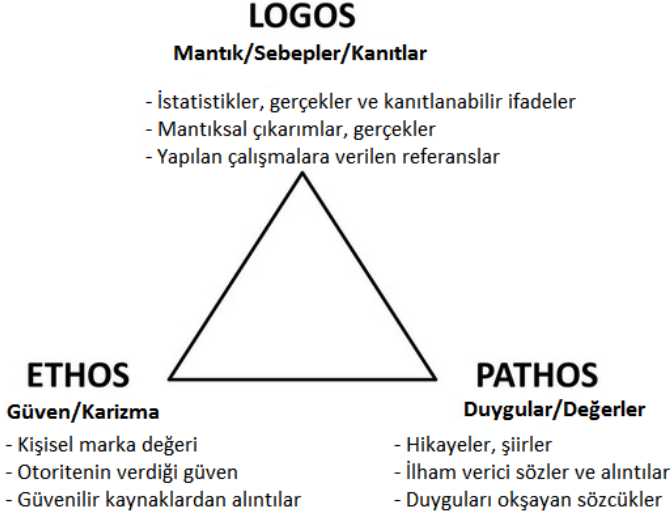 LOGOS
Mantık/Sebepler/Kanıtlar
- İstatistikler, gerçekler ve kanıtlanabilir ifadeler
- Mantıksal çıkarımlar, gerçekler
- Yapılan çalışmalara verilen referanslar
ETHOS
Güven/Karizma
- Kişisel marka değeri
- Otoritenin verdiği güven
- Güvenilir kaynaklardan alıntılar
PATHOS
Duygular/Değerler
- Hikayeler, şiirler
- İlham verici sözler ve alıntılar
- Duyguları okşayan sözcükler